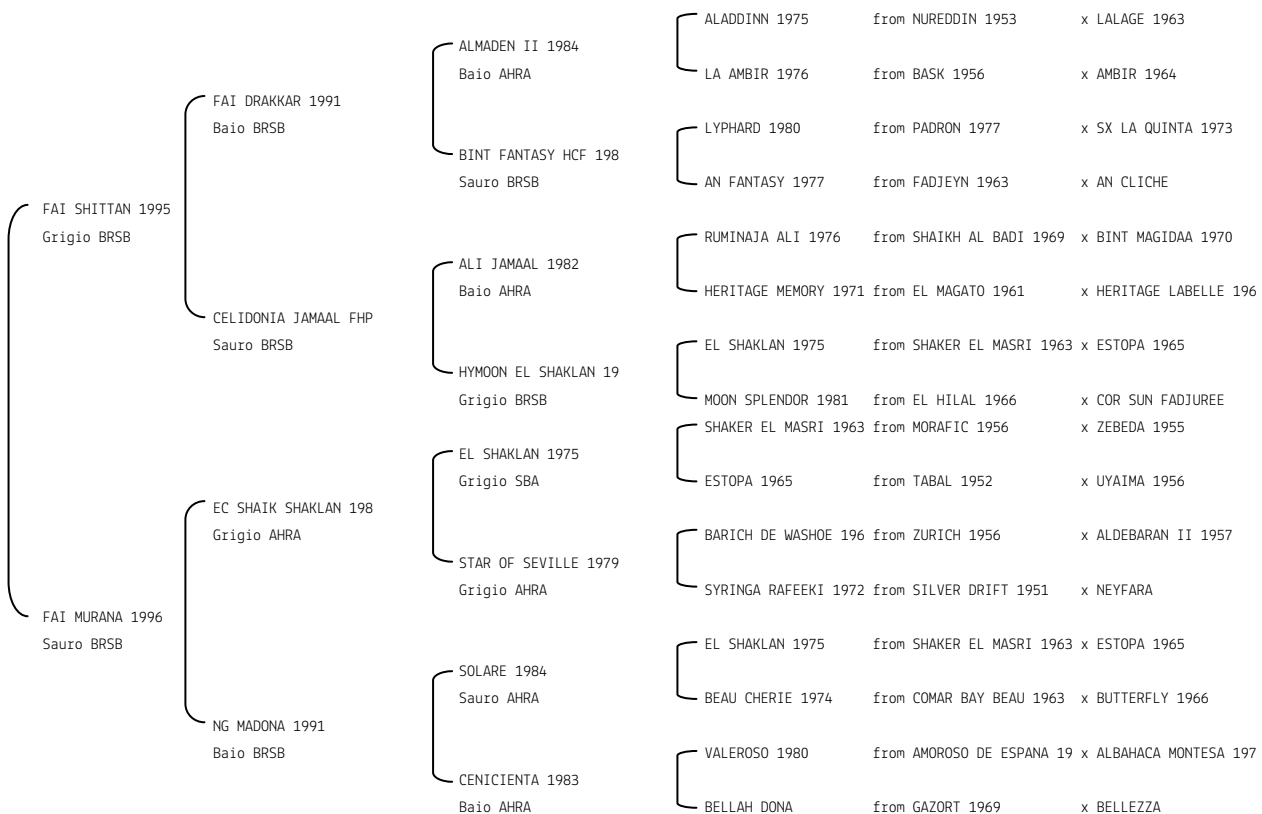 ALADDINN 1975 from NUREDDIN 1953 x LALAGE 1963
ALMADEN II 1984
Baio AHRA LA AMBIR 1976 from BASK 1956 x AMBIR 1964
FAI DRAKKAR 1991
Baio BRSB LYPHARD 1980 from PADRON 1977 x SX LA QUINTA 1973
BINT FANTASY HCF 198
Sauro BRSB AN FANTASY 1977 from FADJEYN 1963 x AN CLICHE
FAI SHITTAN 1995
Grigio BRSB RUMINAJA ALI 1976 from SHAIKH AL BADI 1969 x BINT MAGIDAA 1970
ALI JAMAAL 1982
Baio AHRA HERITAGE MEMORY 1971 from EL MAGATO 1961 x HERITAGE LABELLE 196
CELIDONIA JAMAAL FHP
Sauro BRSB EL SHAKLAN 1975 from SHAKER EL MASRI 1963 x ESTOPA 1965
HYMOON EL SHAKLAN 19
Grigio BRSB MOON SPLENDOR 1981 from EL HILAL 1966 x COR SUN FADJUREE
SHAKER EL MASRI 1963 from MORAFIC 1956 x ZEBEDA 1955
EL SHAKLAN 1975
Grigio SBA ESTOPA 1965 from TABAL 1952 x UYAIMA 1956
EC SHAIK SHAKLAN 198
Grigio AHRA BARICH DE WASHOE 196 from ZURICH 1956 x ALDEBARAN II 1957
STAR OF SEVILLE 1979
Grigio AHRA SYRINGA RAFEEKI 1972 from SILVER DRIFT 1951 x NEYFARA
FAI MURANA 1996
Sauro BRSB EL SHAKLAN 1975 from SHAKER EL MASRI 1963 x ESTOPA 1965
SOLARE 1984
Sauro AHRA BEAU CHERIE 1974 from COMAR BAY BEAU 1963 x BUTTERFLY 1966
NG MADONA 1991
Baio BRSB VALEROSO 1980 from AMOROSO DE ESPANA 19 x ALBAHACA MONTESA 197
CENICIENTA 1983
Baio AHRA BELLAH DONA from GAZORT 1969 x BELLEZZA